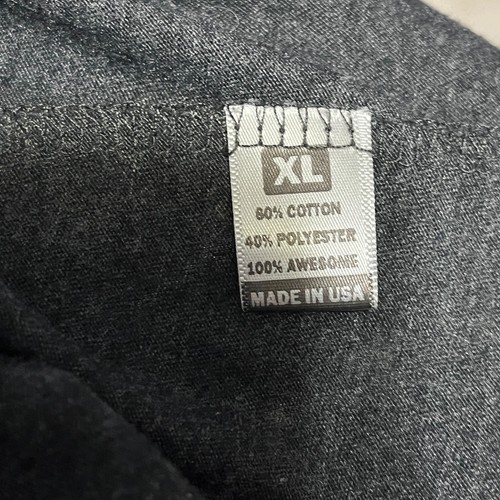 XL
60% COTTON
40% POLYESTER
100% AWESOME
MADE IN USA